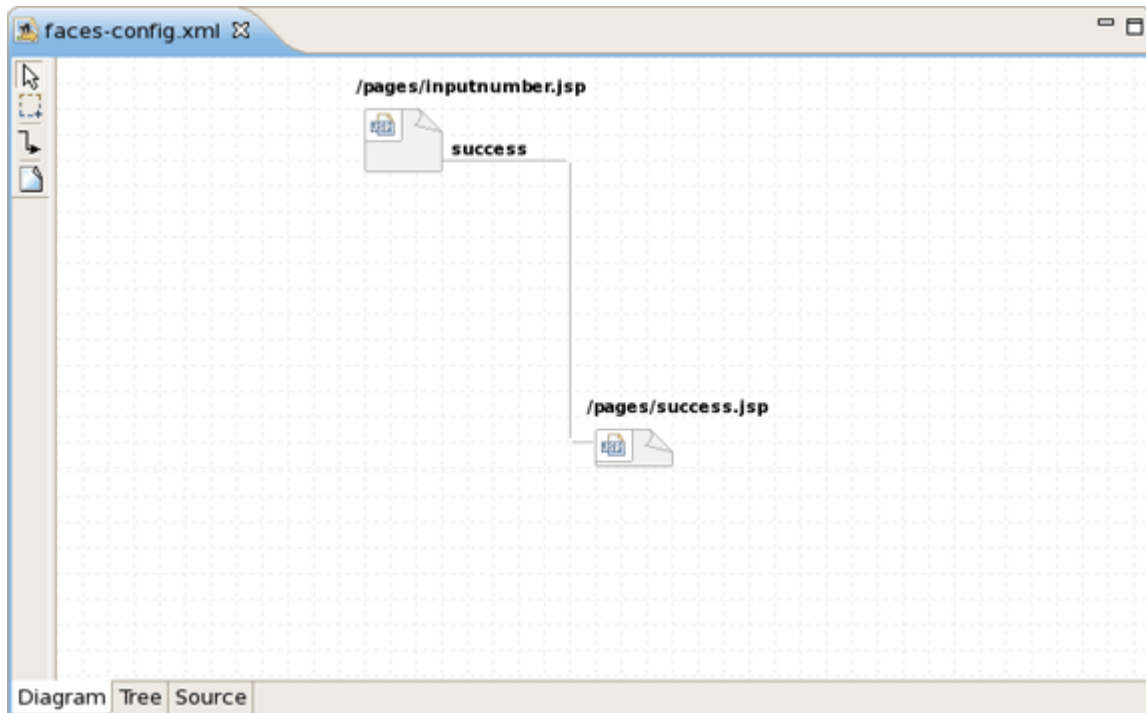 faces-config.xml
/pages/inputnumber.jsp
success
/pages/success.jsp
Diagram Tree Source